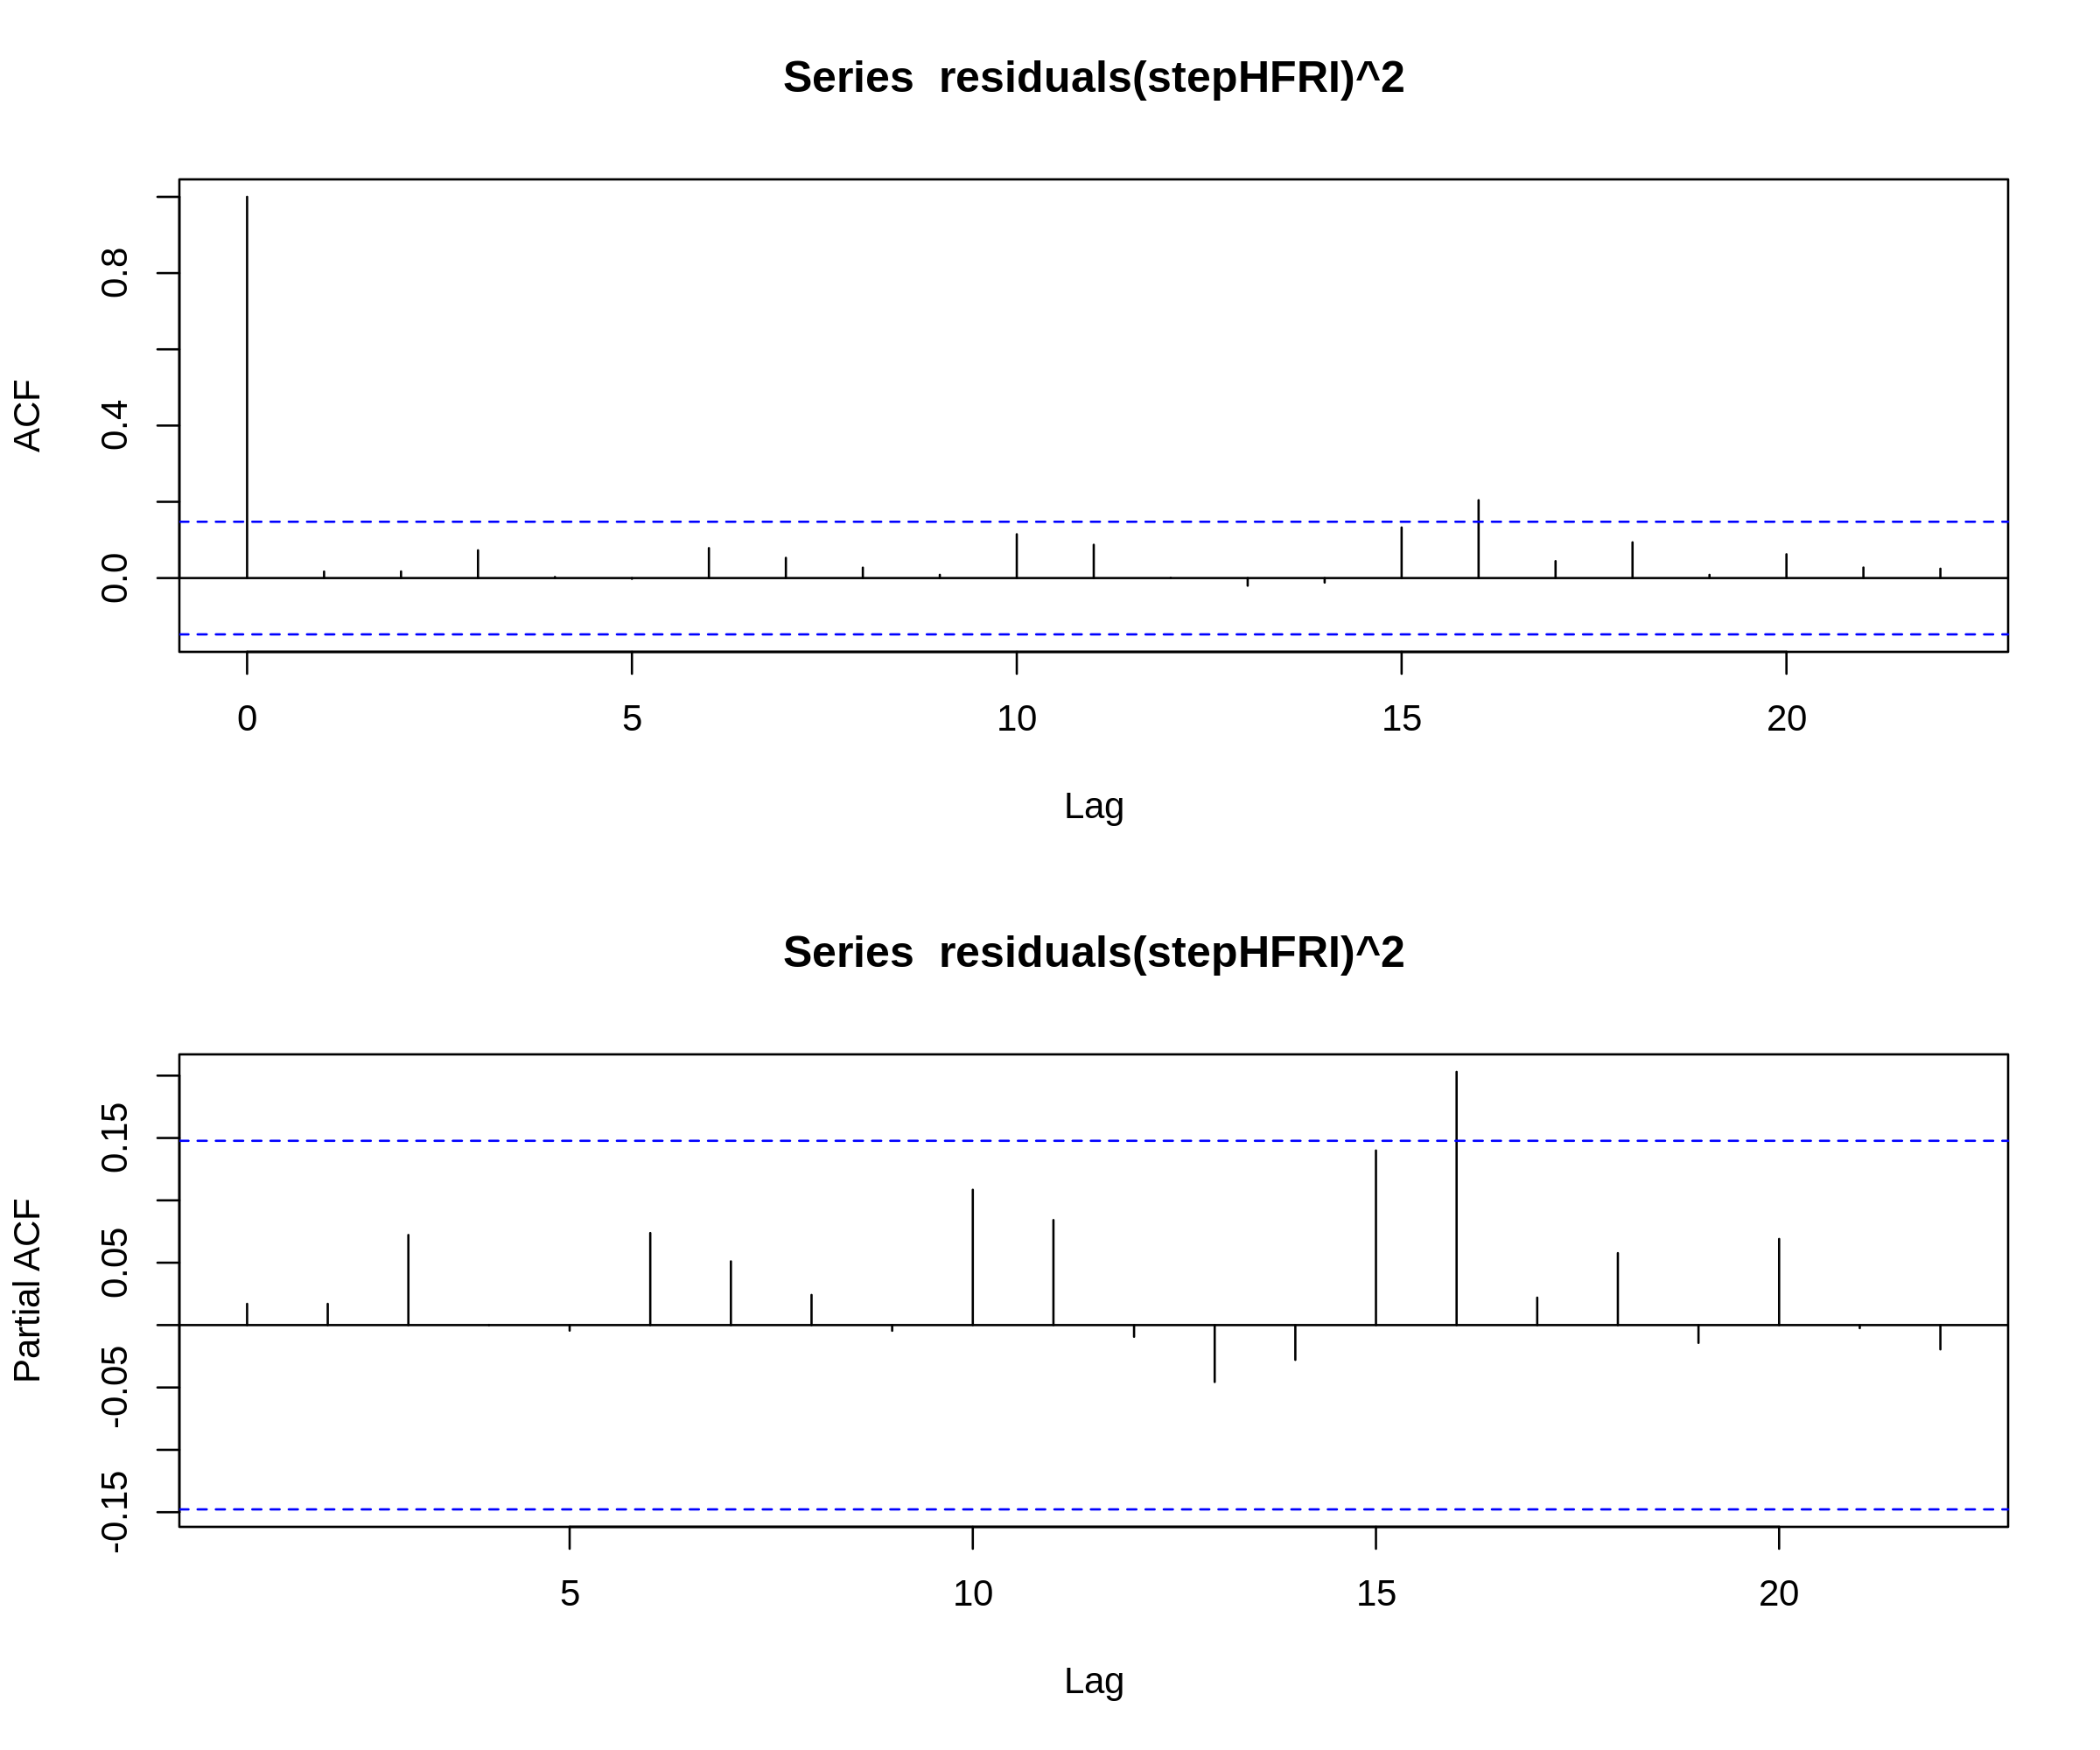 Series  residuals(stepHFRI)^2
ACF
0.8
0.4
0.0
0 5 10 15 20
Lag
Series  residuals(stepHFRI)^2
Partial ACF
0.15
0.05
-0.05
-0.15
5 10 15 20
Lag